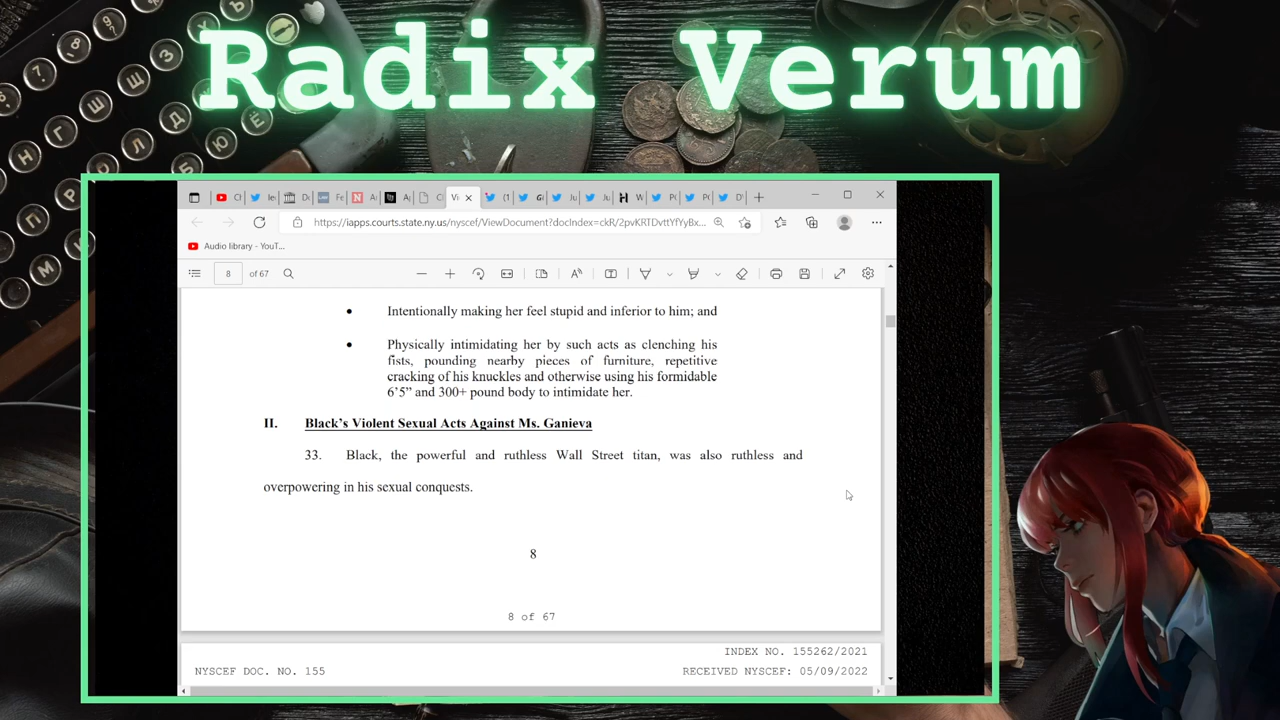 Radix Verum
https://iapps.courts.state.ny.us/nyscef/ViewDocument?docIndex=ckR/2pvKRTDvttYfYyBx...
Audio library - YouT...
8 of 67
Intentionally making her feel stupid and inferior to him; and
Physically intimidating her by such acts as clenching his
fists, pounding nearby pieces of furniture, repetitive
cracking of his knuckles and otherwise using his formidable
6’5” and 300+ pound body to intimidate her.
II. Black’s Violent Sexual Acts Against Ms. Ganieva
33. Black, the powerful and ruthless Wall Street titan, was also ruthless and
overpowering in his sexual conquests.
8
8 of 67
INDEX NO. 155262/2021
NYSCEF DOC. NO. 155 RECEIVED NYSCEF: 05/09/2022